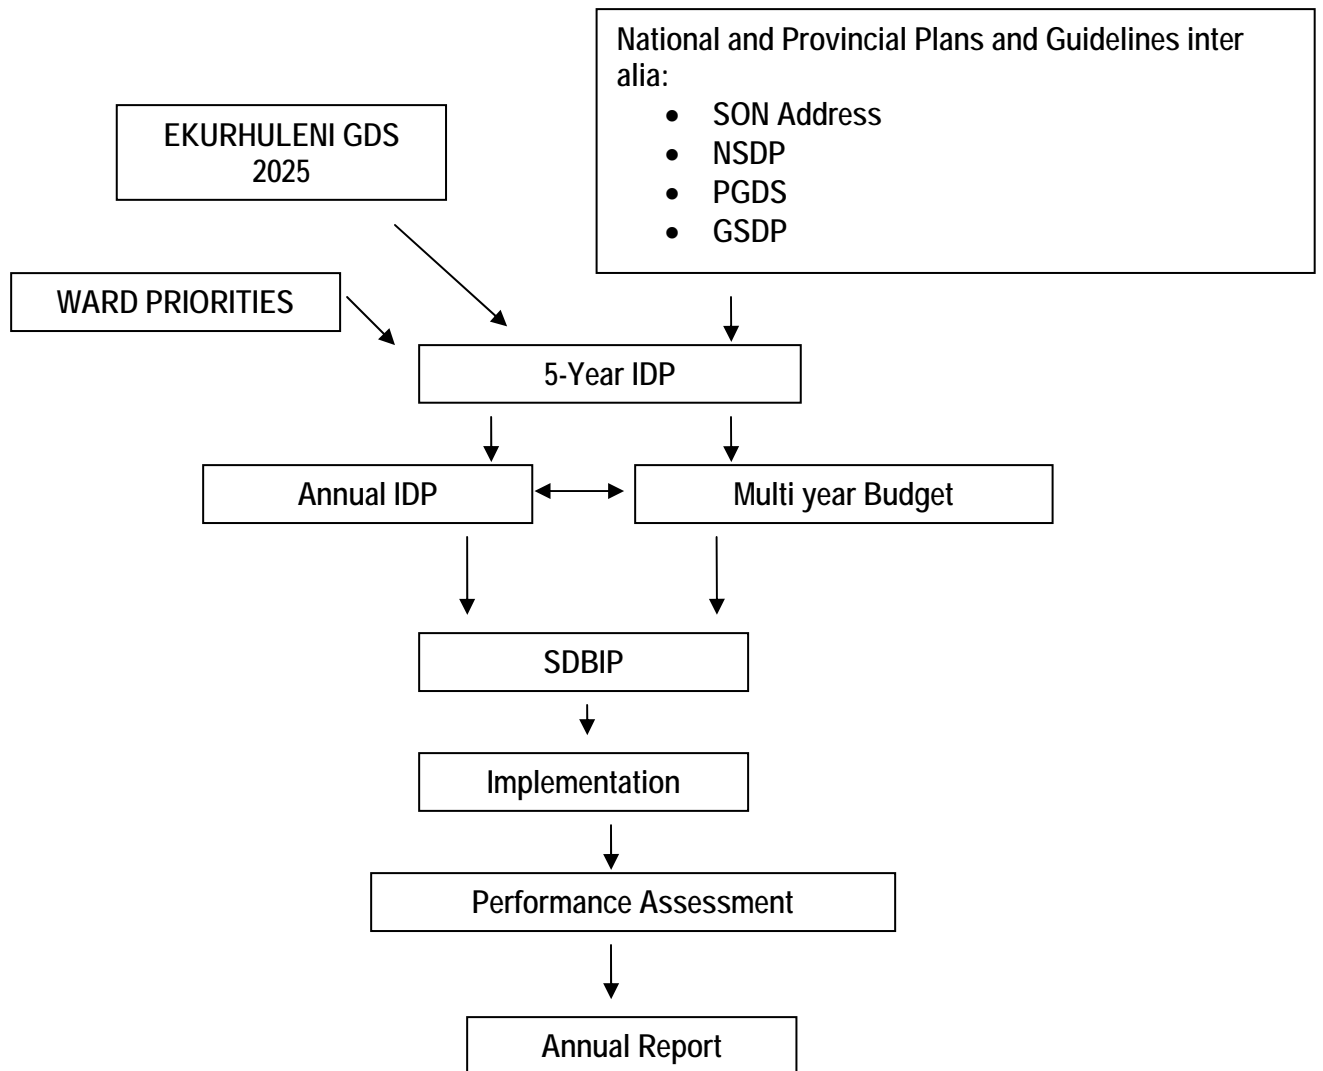 National and Provincial Plans and Guidelines inter
alia:
• SON Address
• NSDP
• PGDS
• GSDP
EKURHULENI GDS
2025
WARD PRIORITIES
5-Year IDP
Annual IDP
Multi year Budget
SDBIP
Implementation
Performance Assessment
Annual Report